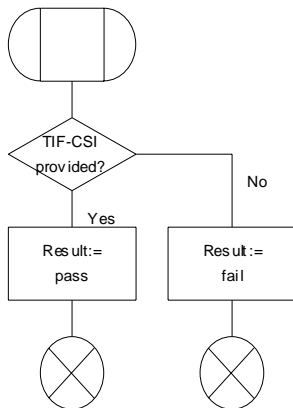 TIF-CSI
provided?
No
Yes
Result:=
pass
Result:=
fail